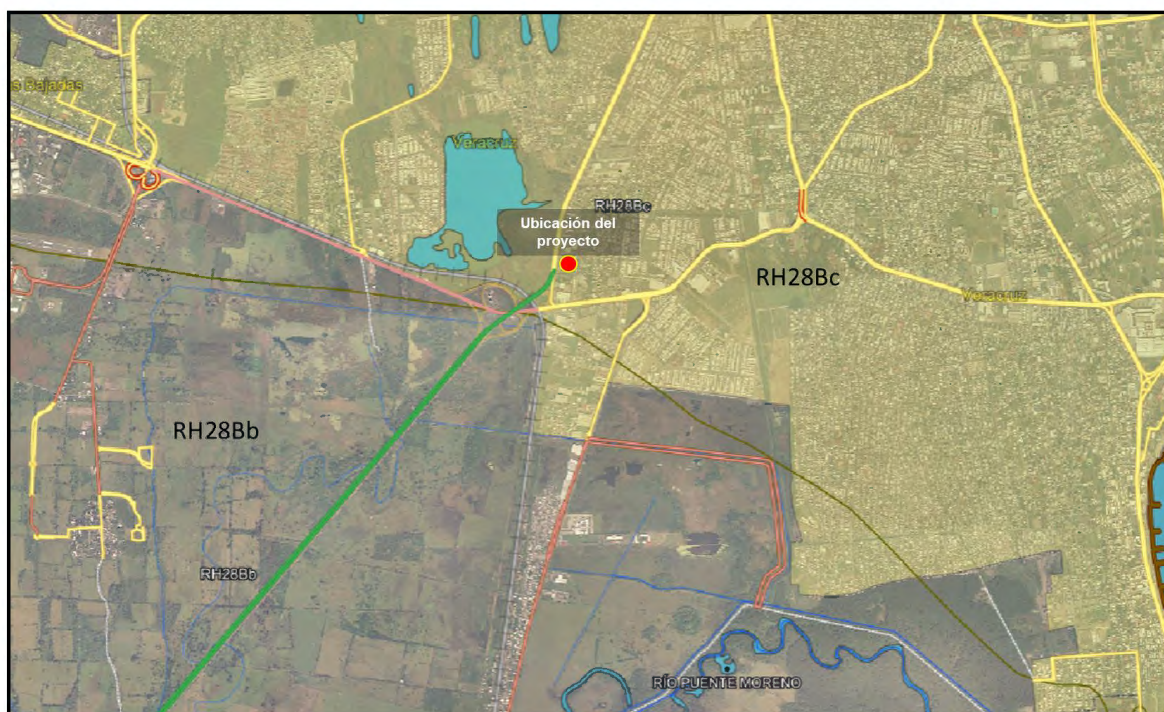 s Bajadas
Veracruz
RH28Bc
Ubicación del
proyecto
RH28Bc
Veracruz
RH28Bb
RH28Bb
RÍO PUENTE MORENO